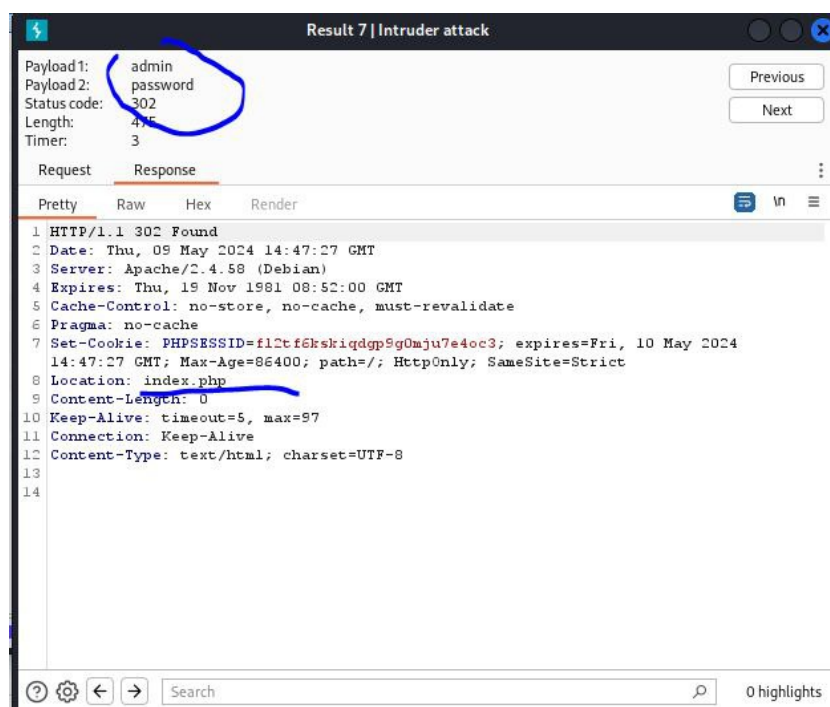 Result 7 | Intruder attack
Payload 1: admin
Payload 2: password
Status code: 302
Length: 475
Timer: 3
Previous
Next
Request Response
Pretty Raw Hex Render \n
1 HTTP/1.1 302 Found
2 Date: Thu, 09 May 2024 14:47:27 GMT
3 Server: Apache/2.4.58 (Debian)
4 Expires: Thu, 19 Nov 1981 08:52:00 GMT
5 Cache-Control: no-store, no-cache, must-revalidate
6 Pragma: no-cache
7 Set-Cookie: PHPSESSID=fl2tf6kskiqdgp9g0mju7e4oc3; expires=Fri, 10 May 2024
14:47:27 GMT; Max-Age=86400; path=/; HttpOnly; SameSite=Strict
8 Location: index.php
9 Content-Length: 0
10 Keep-Alive: timeout=5, max=97
11 Connection: Keep-Alive
12 Content-Type: text/html; charset=UTF-8
13
14
Search 0 highlights